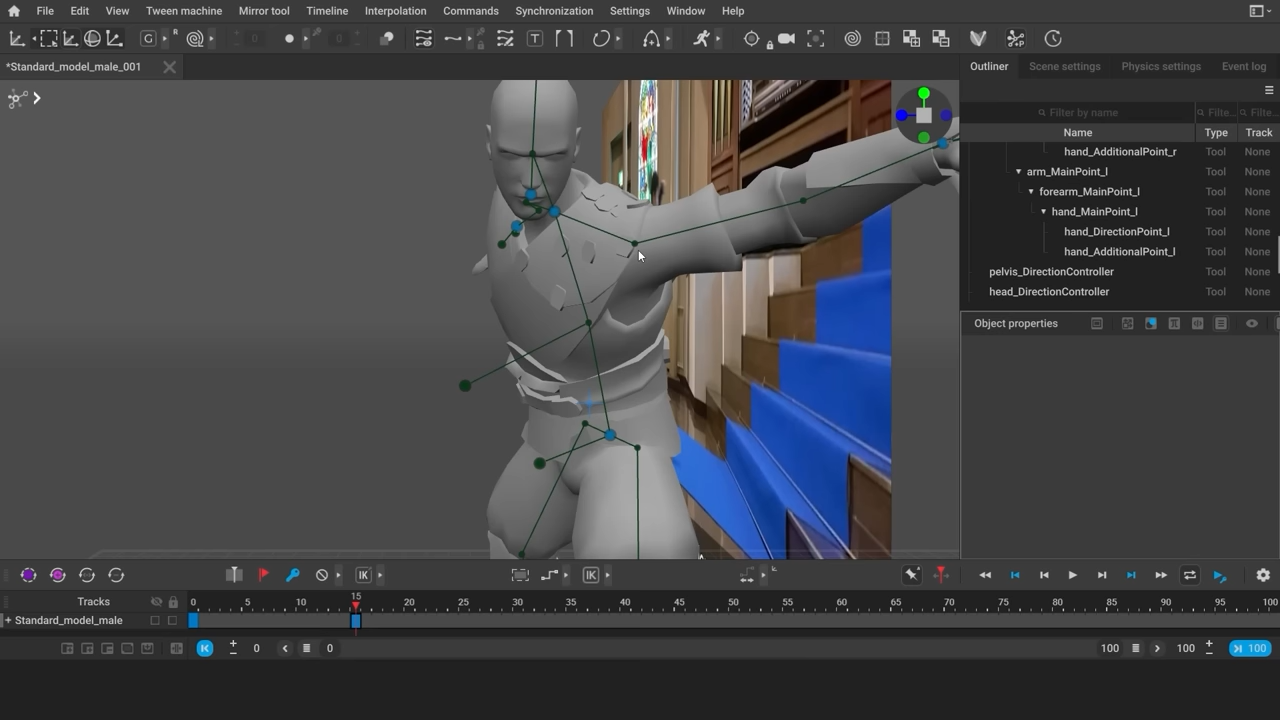 File Edit View Tween machine Mirror tool Timeline Interpolation Commands Synchronization Settings Window Help
G R 0 0 T
*Standard_model_male_001
Outliner Scene settings Physics settings Event log
Filter by name Filte... Filte...
Name Type Track
hand_AdditionalPoint_r Tool None
arm_MainPoint_l Tool None
forearm_MainPoint_l Tool None
hand_MainPoint_l Tool None
hand_DirectionPoint_l Tool None
hand_AdditionalPoint_l Tool None
pelvis_DirectionController Tool None
head_DirectionController Tool None
Object properties
IK IK
15
Tracks 0 5 10 20 25 30 35 40 45 50 55 60 65 70 75 80 85 90 95 100
+ Standard_model_male
0 0 100 100 100